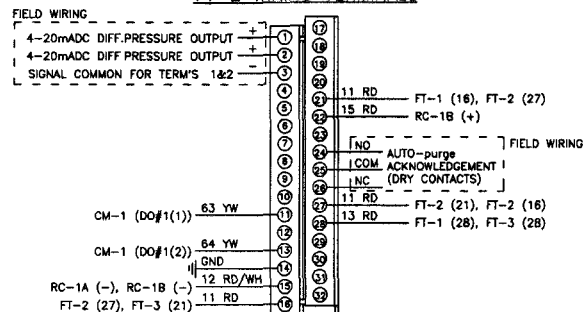 FIELD WIRING
4-20mADC DIFF.PRESSURE OUTPUT + 1
4-20mADC DIFF PRESSURE OUTPUT + 2
SIGNAL COMMON FOR TERM'S 1&2 - 3
4
5
6
7
8
9
10
CM-1 (DO#1(1)) 63 YW 11
12
CM-1 (DO#1(2)) 64 YW 13
GND 14
RC-1A (-), RC-1B (-) 12 RD/WH 15
FT-2 (27), FT-3 (21) 11 RD 16
17
18
19
20
21 11 RD FT-1 (16), FT-2 (27)
22 15 RD RC-1B (+)
23
FIELD WIRING
24 NO AUTO-purge
25 COM ACKNOWLEDGEMENT
26 NC (DRY CONTACTS)
27 11 RD FT-2 (21), FT-2 (16)
28 13 RD FT-1 (28), FT-3 (28)
29
30
31
32